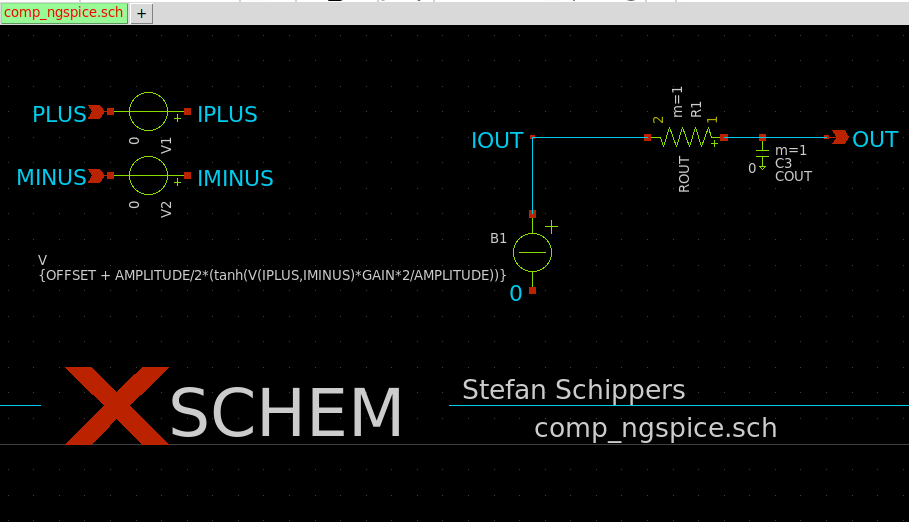 comp_ngspice.sch
+
PLUS
IPLUS
+
0
V1
MINUS
IMINUS
+
0
V2
IOUT
2
m=1
R1
1
+
ROUT
m=1
C3
COUT
0
OUT
B1
+
0
V
{OFFSET + AMPLITUDE/2*(tanh(V(IPLUS,IMINUS)*GAIN*2/AMPLITUDE))}
XSCHEM
Stefan Schippers
comp_ngspice.sch